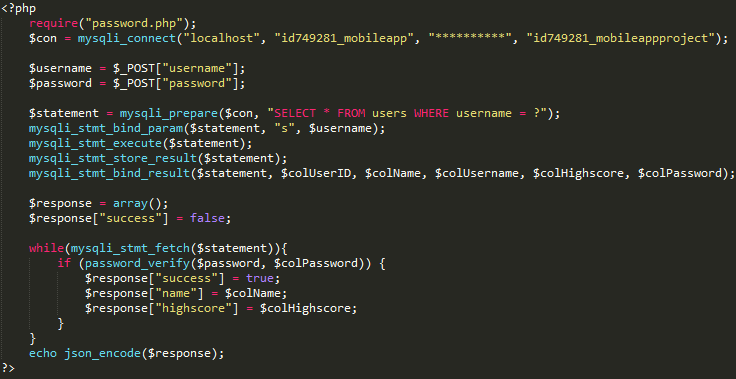 <?php
require("password.php");
$con = mysqli_connect("localhost", "id749281_mobileapp", "**********", "id749281_mobileappproject");
$username = $_POST["username"];
$password = $_POST["password"];
$statement = mysqli_prepare($con, "SELECT * FROM users WHERE username = ?");
mysqli_stmt_bind_param($statement, "s", $username);
mysqli_stmt_execute($statement);
mysqli_stmt_store_result($statement);
mysqli_stmt_bind_result($statement, $colUserID, $colName, $colUsername, $colHighscore, $colPassword);
$response = array();
$response["success"] = false;
while(mysqli_stmt_fetch($statement)){
if (password_verify($password, $colPassword)) {
$response["success"] = true;
$response["name"] = $colName;
$response["highscore"] = $colHighscore;
}
}
echo json_encode($response);
?>